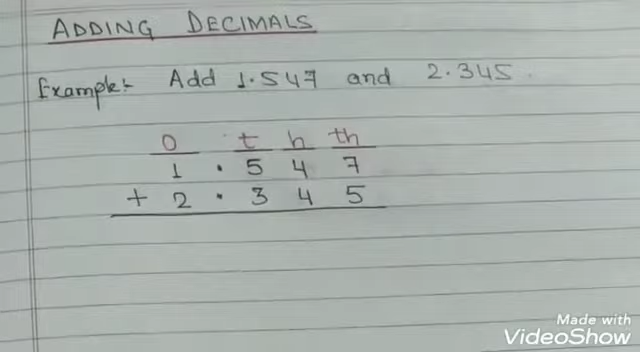 ADDING DECIMALS
Example:- Add 1.547 and 2.345.
O t h th
1 . 5 4 7
+ 2 . 3 4 5
Made with
VideoShow